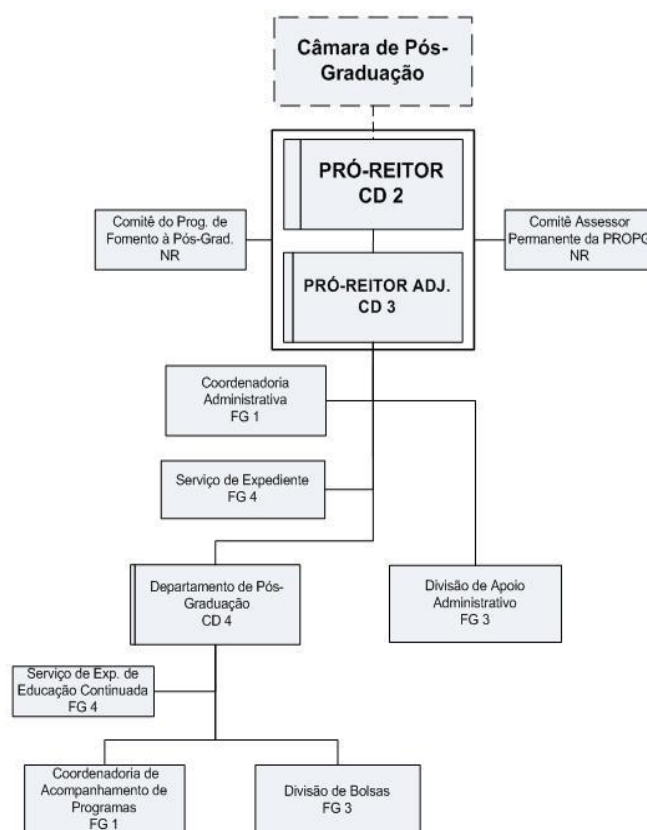 Câmara de Pós-
Graduação
PRÓ-REITOR
CD 2
Comitê do Prog. de
Fomento à Pós-Grad.
NR
Comitê Assessor
Permanente da PROPG
NR
PRÓ-REITOR ADJ.
CD 3
Coordenadoria
Administrativa
FG 1
Serviço de Expediente
FG 4
Departamento de Pós-
Graduação
CD 4
Divisão de Apoio
Administrativo
FG 3
Serviço de Exp. de
Educação Continuada
FG 4
Coordenadoria de
Acompanhamento de
Programas
FG 1
Divisão de Bolsas
FG 3